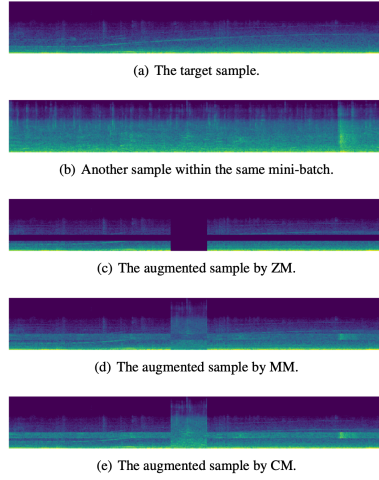 (a) The target sample.
(b) Another sample within the same mini-batch.
(c) The augmented sample by ZM.
(d) The augmented sample by MM.
(e) The augmented sample by CM.